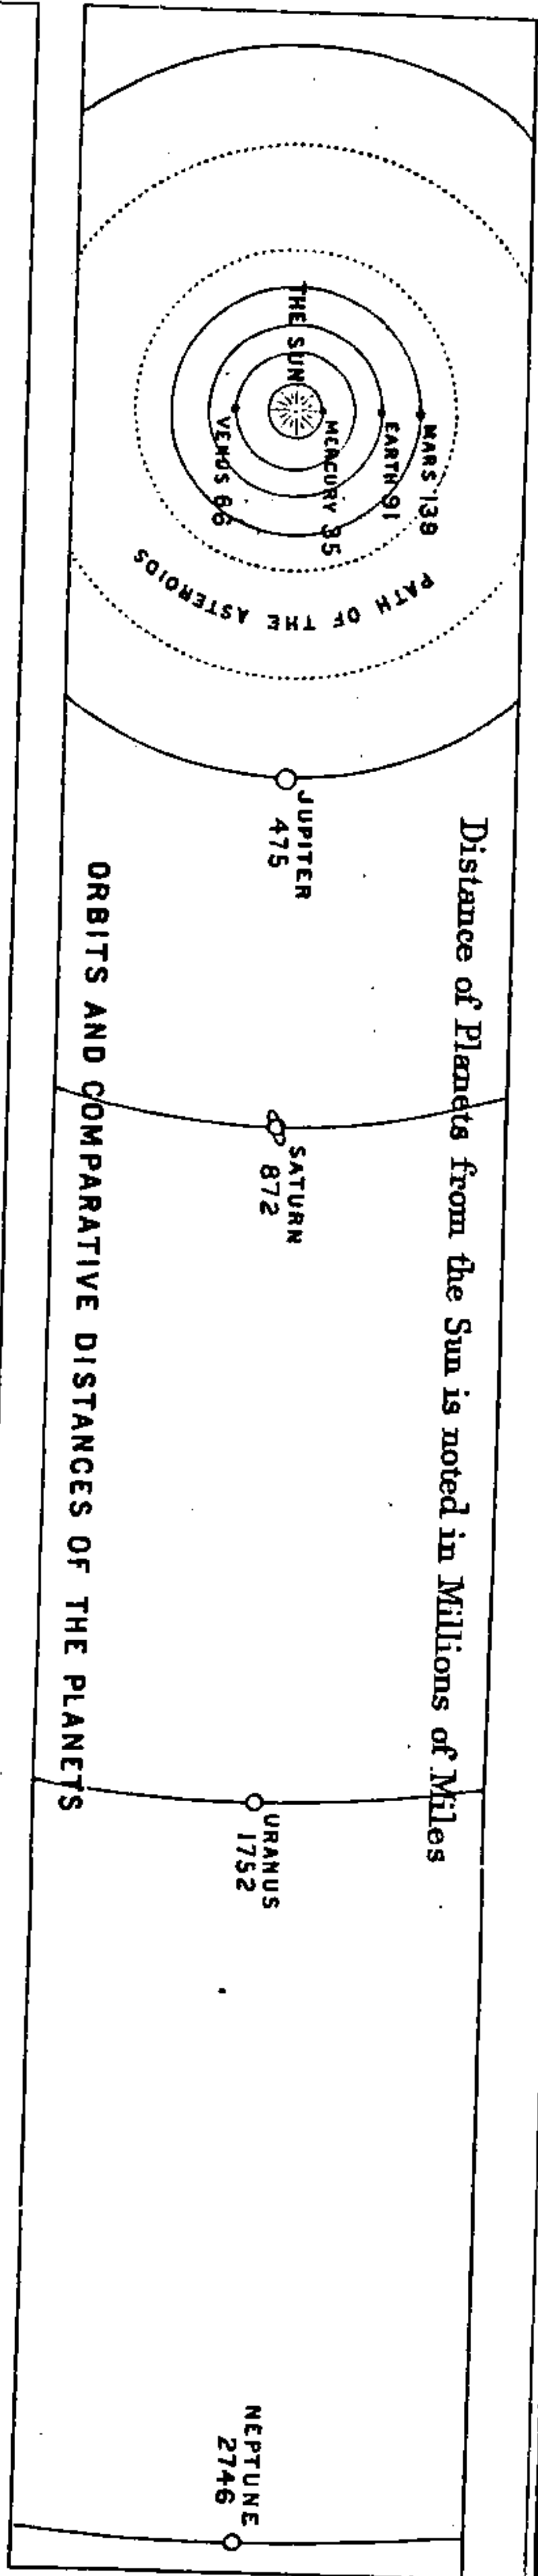 Distance of Planets from the Sun is noted in Millions of Miles
MARS 138
EARTH 91
MERCURY 35
THE SUN
VENUS 66
PATH OF THE ASTEROIDS
JUPITER
475
SATURN
872
URANUS
1752
NEPTUNE
2746
ORBITS AND COMPARATIVE DISTANCES OF THE PLANETS